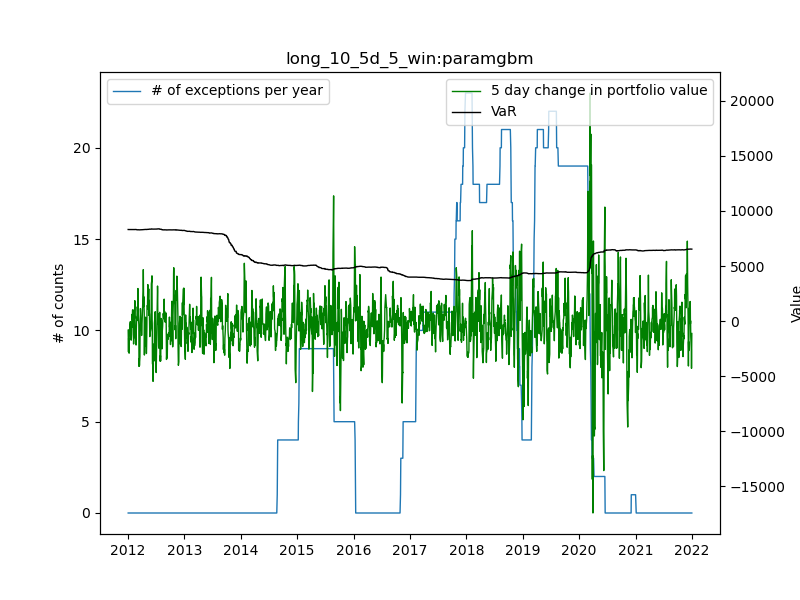 long_10_5d_5_win:paramgbm
# of exceptions per year
5 day change in portfolio value
VaR
# of counts
20
15
10
5
0
20000
15000
10000
5000
0
−5000
−10000
−15000
Value
2012 2013 2014 2015 2016 2017 2018 2019 2020 2021 2022